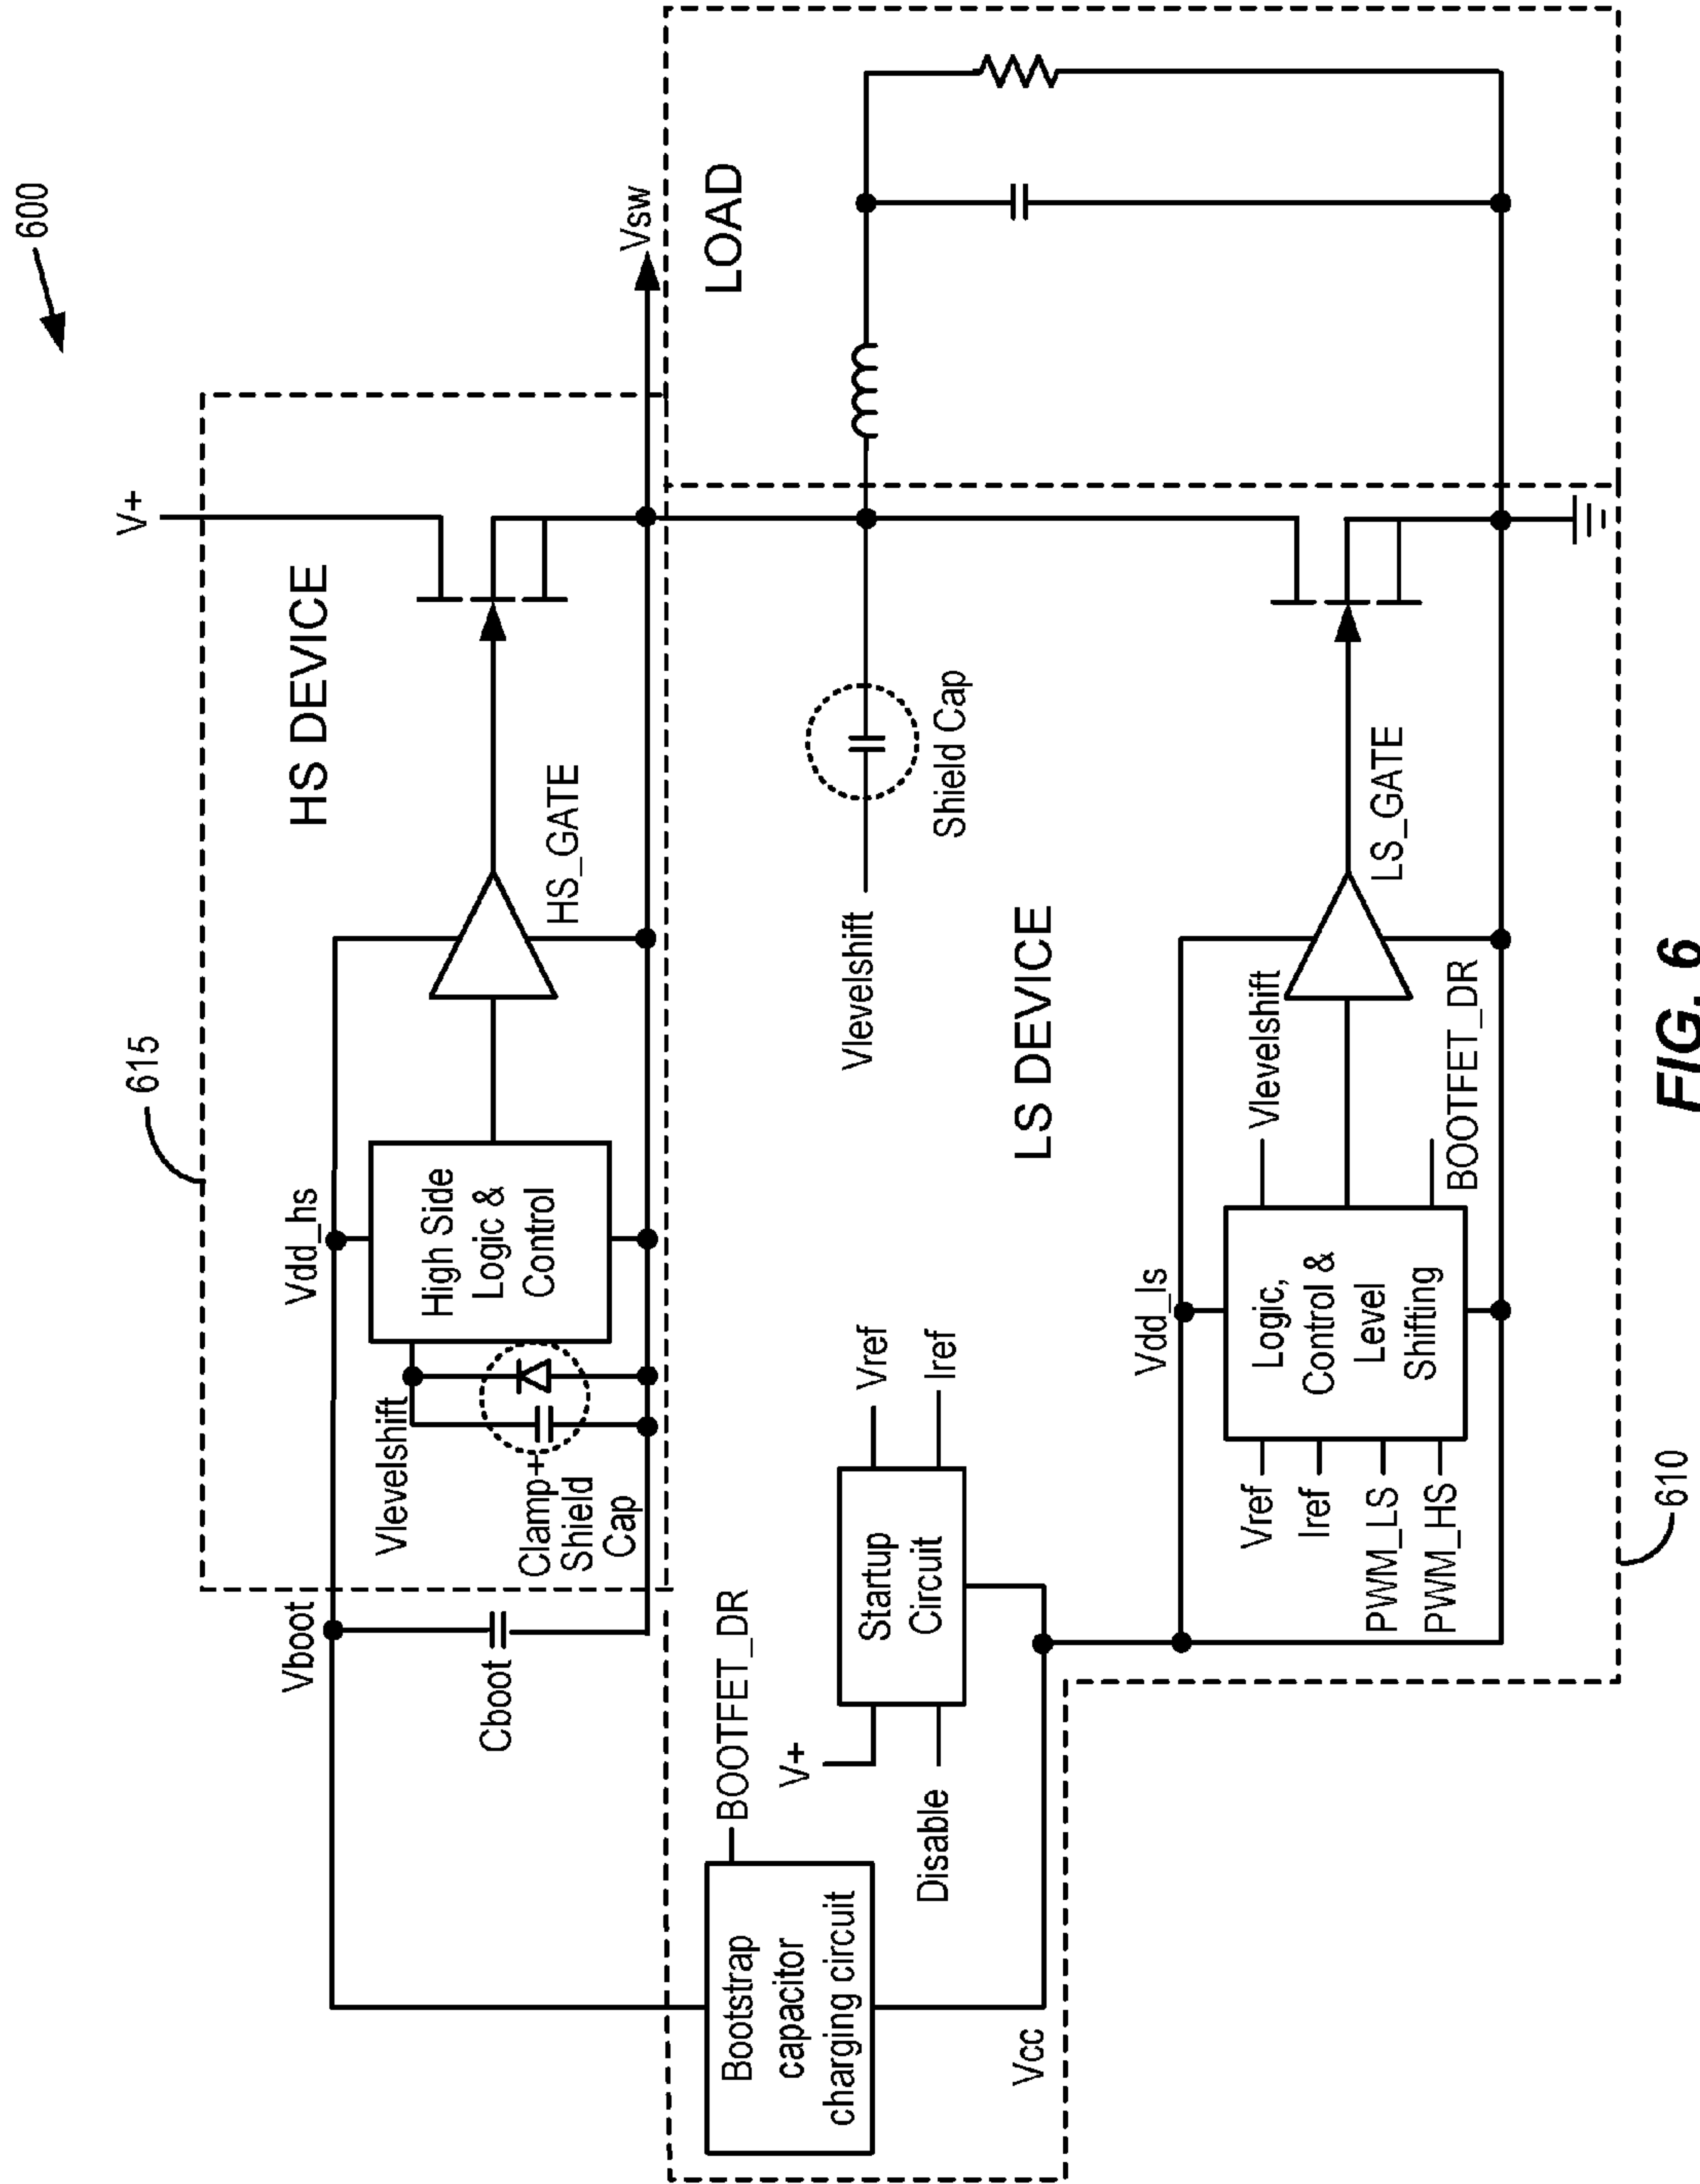 600
615
V+
HS DEVICE
Vboot
Vdd_hs
Cboot
Vlevelshift
Clamp+
Shield
Cap
High Side
Logic &
Control
HS_GATE
Vsw
LOAD
Bootstrap
capacitor
charging circuit
BOOTFET_DR
V+
Disable
Startup
Circuit
Vref
Iref
Vlevelshift
Shield Cap
LS DEVICE
Vcc
Vdd_ls
Vref
Iref
PWM_LS
PWM_HS
Logic,
Control &
Level
Shifting
Vlevelshift
BOOTFET_DR
LS_GATE
610
FIG. 6